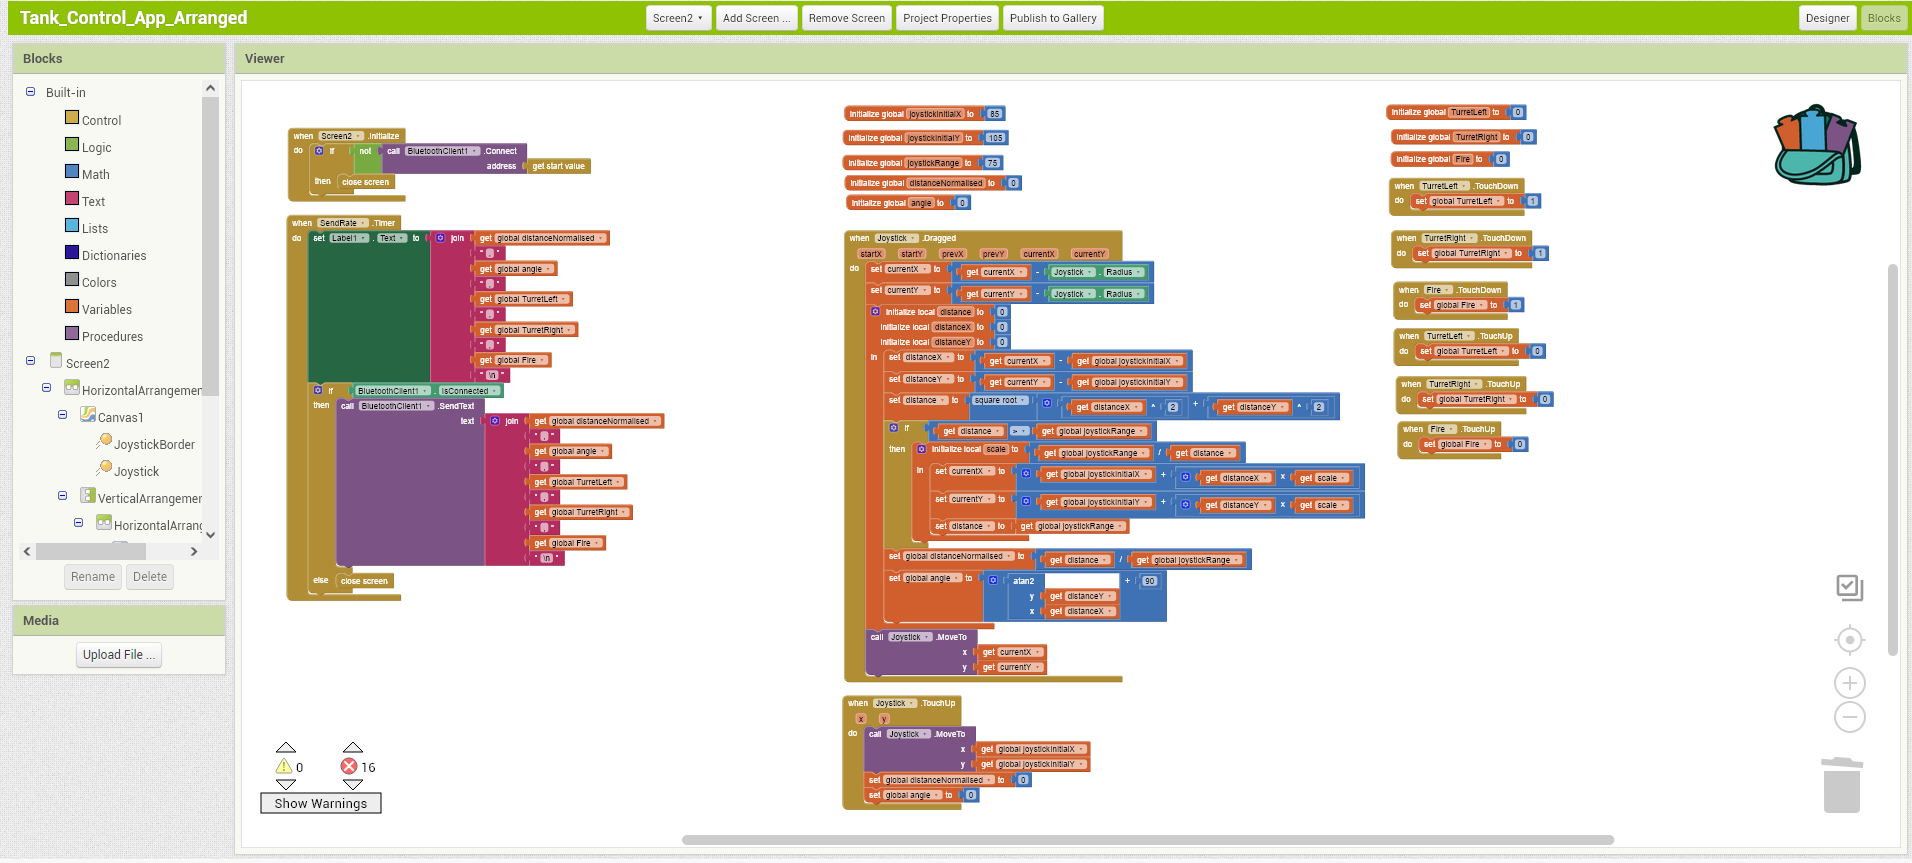 Tank_Control_App_Arranged
Screen2 Add Screen ... Remove Screen Project Properties Publish to Gallery
Designer Blocks
Blocks
Built-in
Control
Logic
Math
Text
Lists
Dictionaries
Colors
Variables
Procedures
Screen2
HorizontalArrangemer
Canvas1
JoystickBorder
Joystick
VerticalArrangemer
HorizontalArrang
Rename Delete
Media
Upload File ...
Viewer
when Screen2 .Initialize
do if not call BluetoothClient1 .Connect
address get start value
then close screen
when SendRate .Timer
do set Label1 . Text to join get global distanceNormalised
" , "
get global angle
" , "
get global TurretLeft
" , "
get global TurretRight
" , "
get global Fire
" \n "
if BluetoothClient1 . IsConnected
then call BluetoothClient1 .SendText
text join get global distanceNormalised
" , "
get global angle
" , "
get global TurretLeft
" , "
get global TurretRight
" , "
get global Fire
" \n "
else close screen
0 16
Show Warnings
initialize global joystickInitialX to 85
initialize global joystickInitialY to 105
initialize global joystickRange to 75
initialize global distanceNormalised to 0
initialize global angle to 0
when Joystick .Dragged
startX startY prevX prevY currentX currentY
do set currentX to get currentX - Joystick . Radius
set currentY to get currentY - Joystick . Radius
initialize local distance to 0
initialize local distanceX to 0
initialize local distanceY to 0
in set distanceX to get currentX - get global joystickInitialX
set distanceY to get currentY - get global joystickInitialY
set distance to square root get distanceX ^ 2 + get distanceY ^ 2
if get distance > get global joystickRange
then initialize local scale to get global joystickRange / get distance
in set currentX to get global joystickInitialX + get distanceX x get scale
set currentY to get global joystickInitialY + get distanceY x get scale
set distance to get global joystickRange
set global distanceNormalised to get distance / get global joystickRange
set global angle to atan2 + 90
y get distanceY
x get distanceX
call Joystick .MoveTo
x get currentX
y get currentY
when Joystick .TouchUp
x y
do call Joystick .MoveTo
x get global joystickInitialX
y get global joystickInitialY
set global distanceNormalised to 0
set global angle to 0
initialize global TurretLeft to 0
initialize global TurretRight to 0
initialize global Fire to 0
when TurretLeft .TouchDown
do set global TurretLeft to 1
when TurretRight .TouchDown
do set global TurretRight to 1
when Fire .TouchDown
do set global Fire to 1
when TurretLeft .TouchUp
do set global TurretLeft to 0
when TurretRight .TouchUp
do set global TurretRight to 0
when Fire .TouchUp
do set global Fire to 0